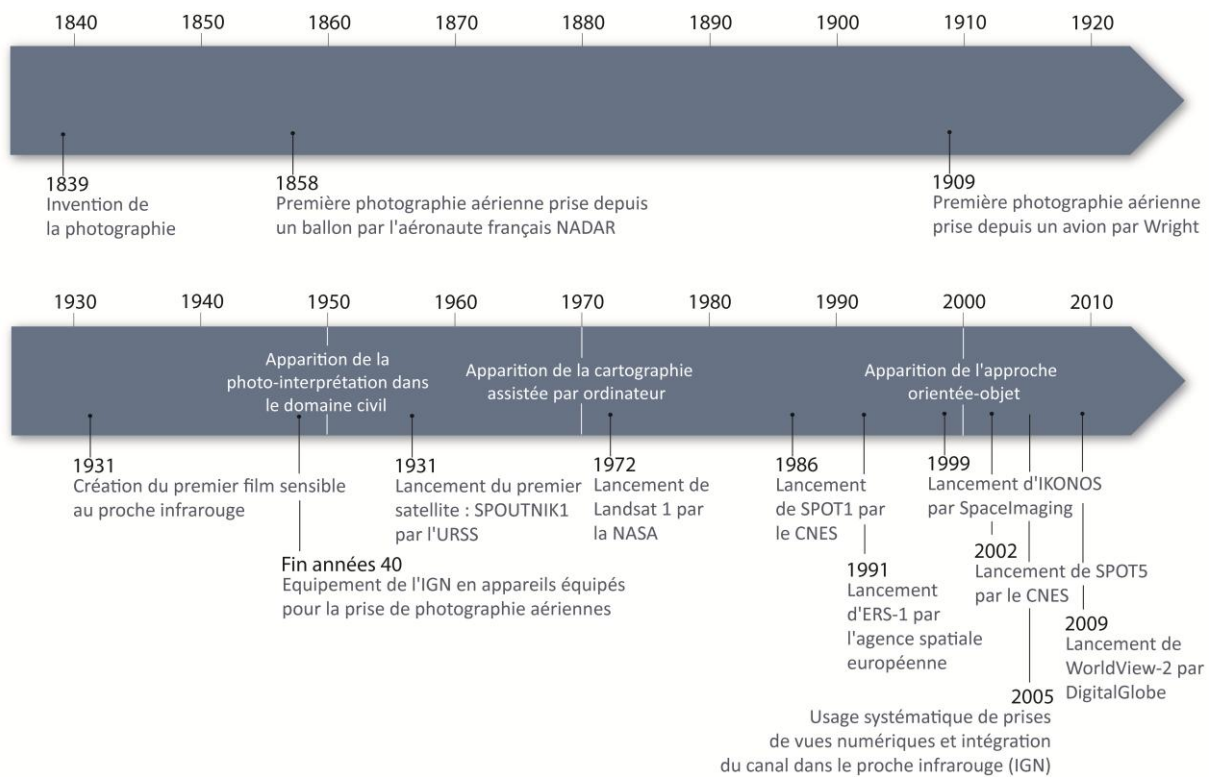 1840 1850 1860 1870 1880 1890 1900 1910 1920
1839
Invention de
la photographie
1858
Première photographie aérienne prise depuis
un ballon par l'aéronaute français NADAR
1909
Première photographie aérienne
prise depuis un avion par Wright
1930 1940 1950 1960 1970 1980 1990 2000 2010
Apparition de la
photo-interprétation dans
le domaine civil
Apparition de la cartographie
assistée par ordinateur
Apparition de l'approche
orientée-objet
1931
Création du premier film sensible
au proche infrarouge
Fin années 40
Equipement de l'IGN en appareils équipés
pour la prise de photographie aériennes
1931
Lancement du premier
satellite : SPOUTNIK1
par l'URSS
1972
Lancement de
Landsat 1 par
la NASA
1986
Lancement
de SPOT1 par
le CNES
1991
Lancement
d'ERS-1 par
l'agence spatiale
européenne
1999
Lancement d'IKONOS
par SpaceImaging
2002
Lancement de SPOT5
par le CNES
2005
Usage systématique de prises
de vues numériques et intégration
du canal dans le proche infrarouge (IGN)
2009
Lancement de
WorldView-2 par
DigitalGlobe